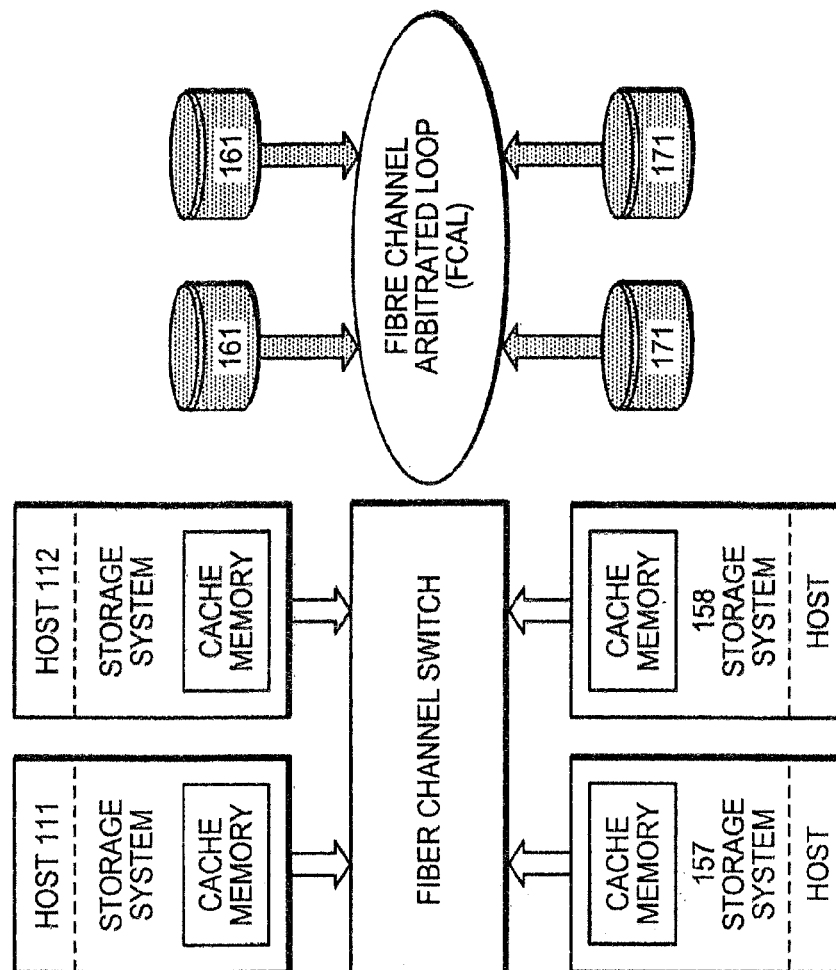 HOST 111
STORAGE
SYSTEM
CACHE
MEMORY
HOST 112
STORAGE
SYSTEM
CACHE
MEMORY
161
161
FIBER CHANNEL SWITCH
FIBRE CHANNEL
ARBITRATED LOOP
(FCAL)
CACHE
MEMORY
157
STORAGE
SYSTEM
HOST
CACHE
MEMORY
158
STORAGE
SYSTEM
HOST
171
171